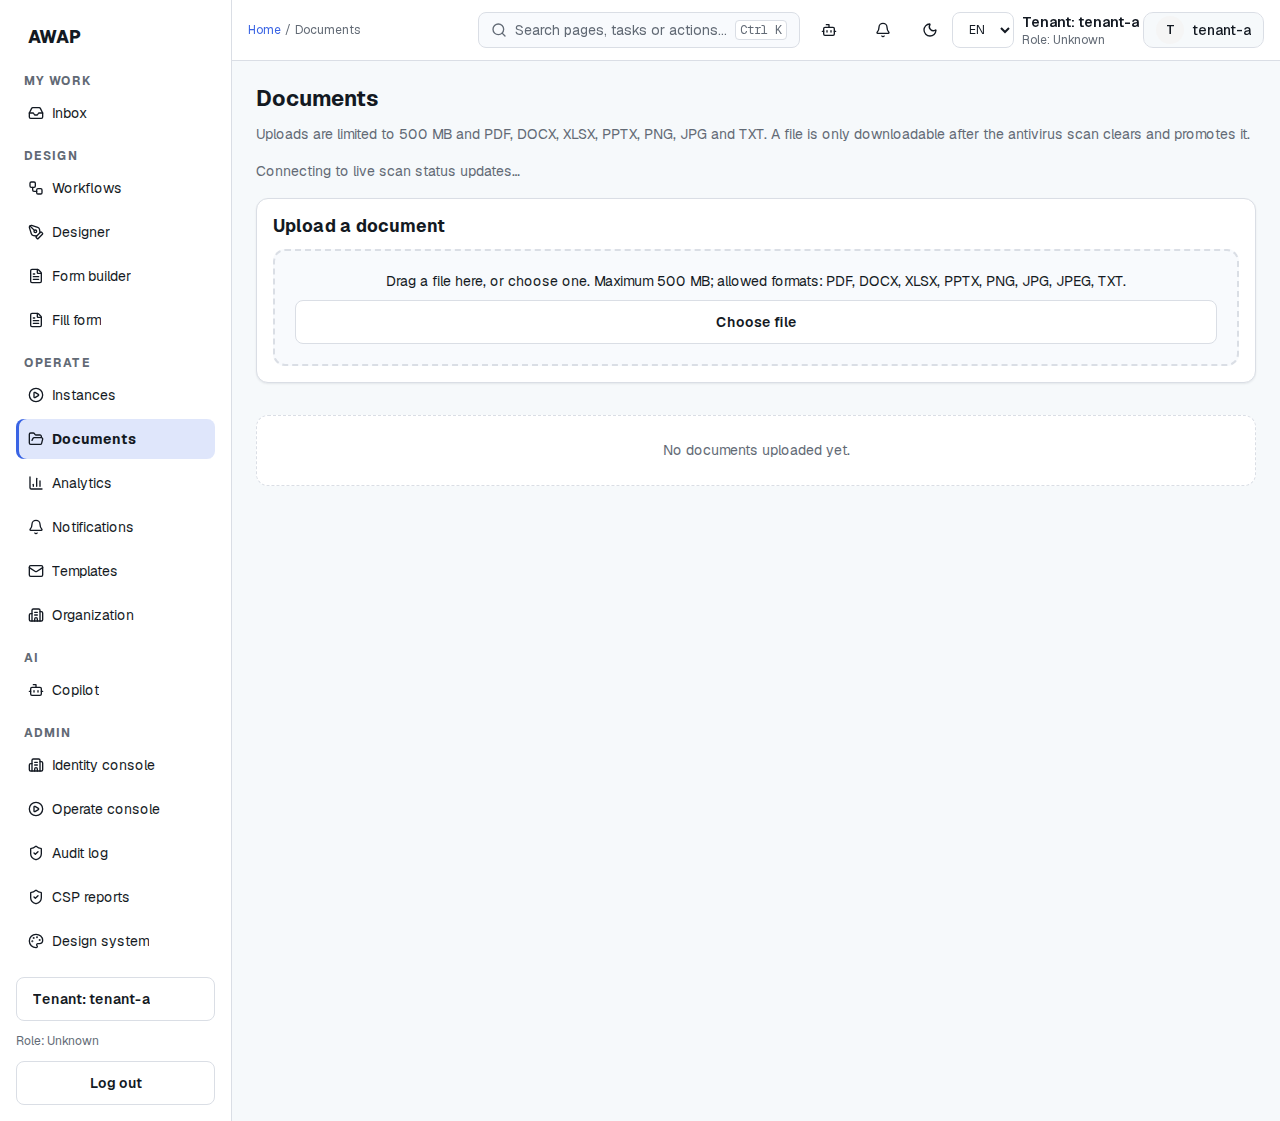 AWAP
MY WORK
Inbox
DESIGN
Workflows
Designer
Form builder
Fill form
OPERATE
Instances
Documents
Analytics
Notifications
Templates
Organization
AI
Copilot
ADMIN
Identity console
Operate console
Audit log
CSP reports
Design system
Tenant: tenant-a
Role: Unknown
Log out
Home / Documents
Search pages, tasks or actions... Ctrl K
EN
Tenant: tenant-a
Role: Unknown
T tenant-a
Documents
Uploads are limited to 500 MB and PDF, DOCX, XLSX, PPTX, PNG, JPG and TXT. A file is only downloadable after the antivirus scan clears and promotes it.
Connecting to live scan status updates…
Upload a document
Drag a file here, or choose one. Maximum 500 MB; allowed formats: PDF, DOCX, XLSX, PPTX, PNG, JPG, JPEG, TXT.
Choose file
No documents uploaded yet.